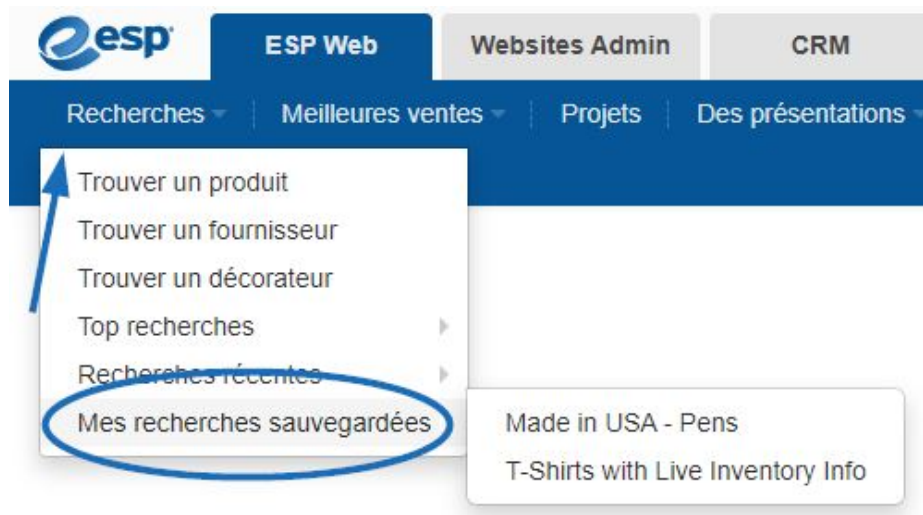 esp ESP Web Websites Admin CRM
Recherches Meilleures ventes Projets Des présentations
Trouver un produit
Trouver un fournisseur
Trouver un décorateur
Top recherches
Recherches récentes
Mes recherches sauvegardées
Made in USA - Pens
T-Shirts with Live Inventory Info